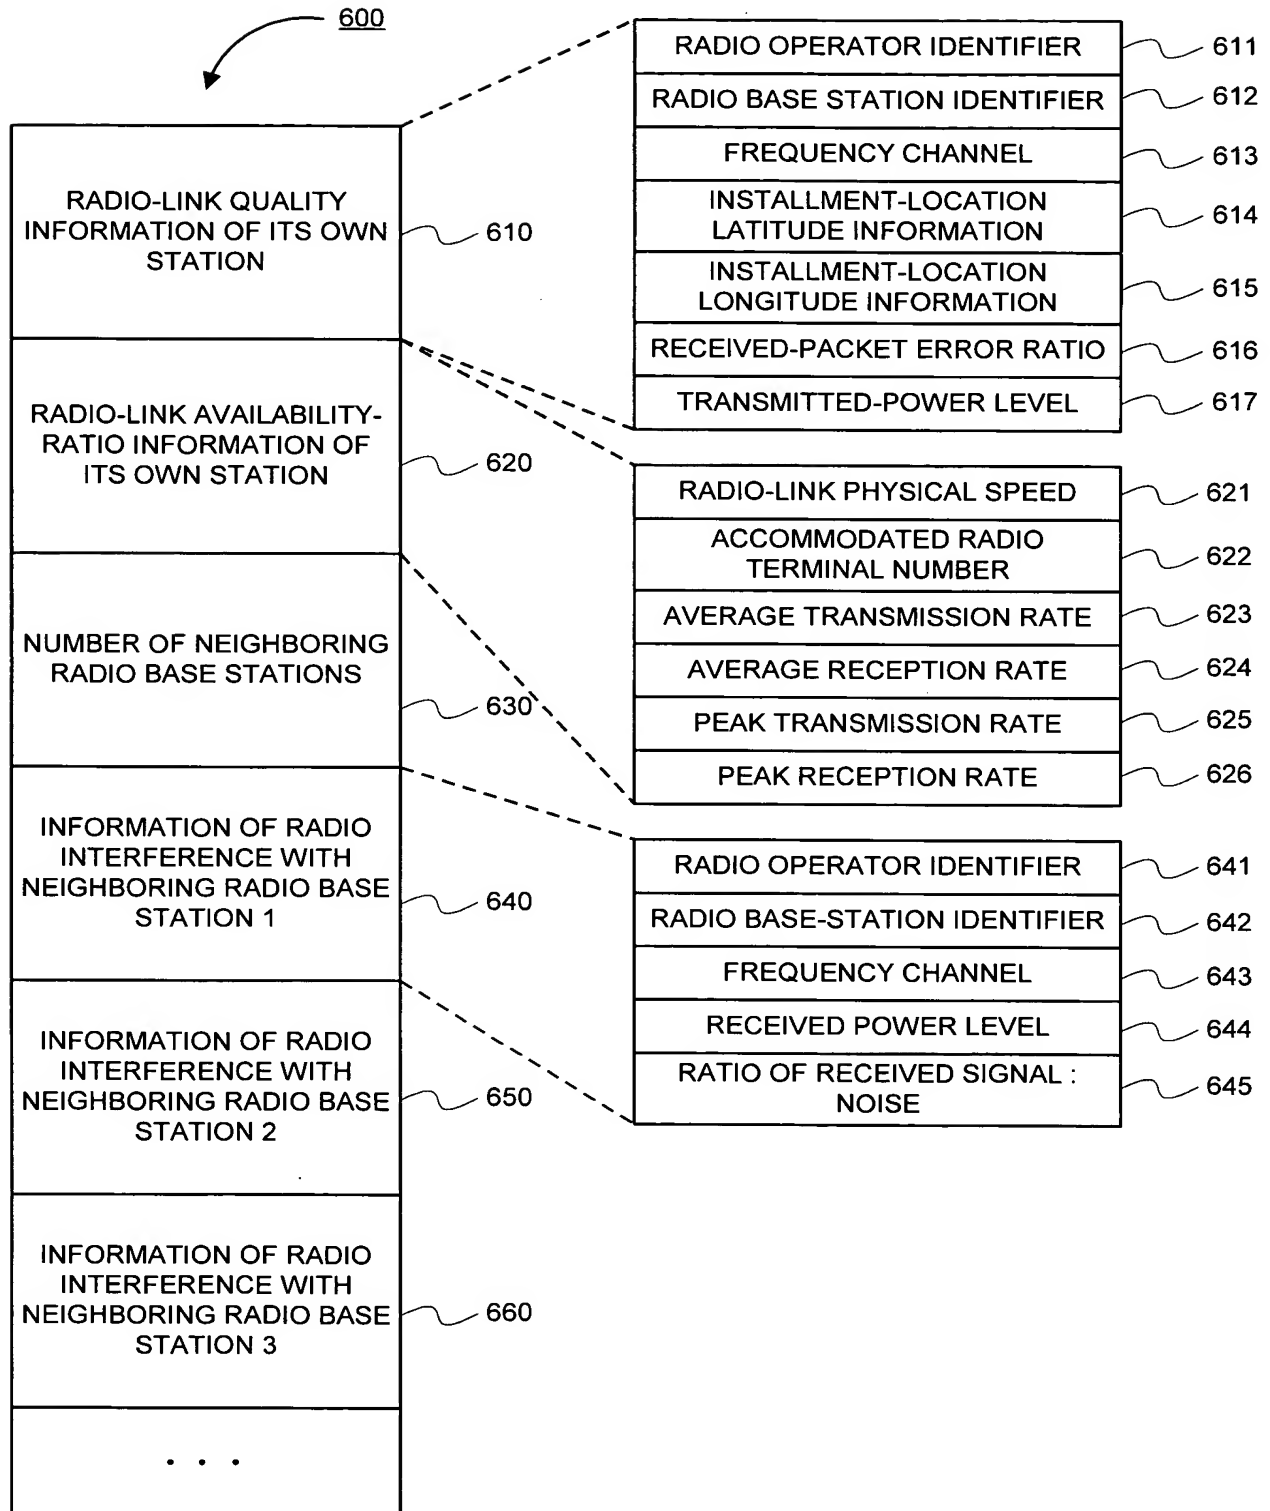 600
RADIO-LINK QUALITY
INFORMATION OF ITS OWN
STATION
610
RADIO-LINK AVAILABILITY-
RATIO INFORMATION OF
ITS OWN STATION
620
NUMBER OF NEIGHBORING
RADIO BASE STATIONS
630
INFORMATION OF RADIO
INTERFERENCE WITH
NEIGHBORING RADIO BASE
STATION 1
640
INFORMATION OF RADIO
INTERFERENCE WITH
NEIGHBORING RADIO BASE
STATION 2
650
INFORMATION OF RADIO
INTERFERENCE WITH
NEIGHBORING RADIO BASE
STATION 3
660
. . .
RADIO OPERATOR IDENTIFIER
611
RADIO BASE STATION IDENTIFIER
612
FREQUENCY CHANNEL
613
INSTALLMENT-LOCATION
LATITUDE INFORMATION
614
INSTALLMENT-LOCATION
LONGITUDE INFORMATION
615
RECEIVED-PACKET ERROR RATIO
616
TRANSMITTED-POWER LEVEL
617
RADIO-LINK PHYSICAL SPEED
621
ACCOMMODATED RADIO
TERMINAL NUMBER
622
AVERAGE TRANSMISSION RATE
623
AVERAGE RECEPTION RATE
624
PEAK TRANSMISSION RATE
625
PEAK RECEPTION RATE
626
RADIO OPERATOR IDENTIFIER
641
RADIO BASE-STATION IDENTIFIER
642
FREQUENCY CHANNEL
643
RECEIVED POWER LEVEL
644
RATIO OF RECEIVED SIGNAL :
NOISE
645